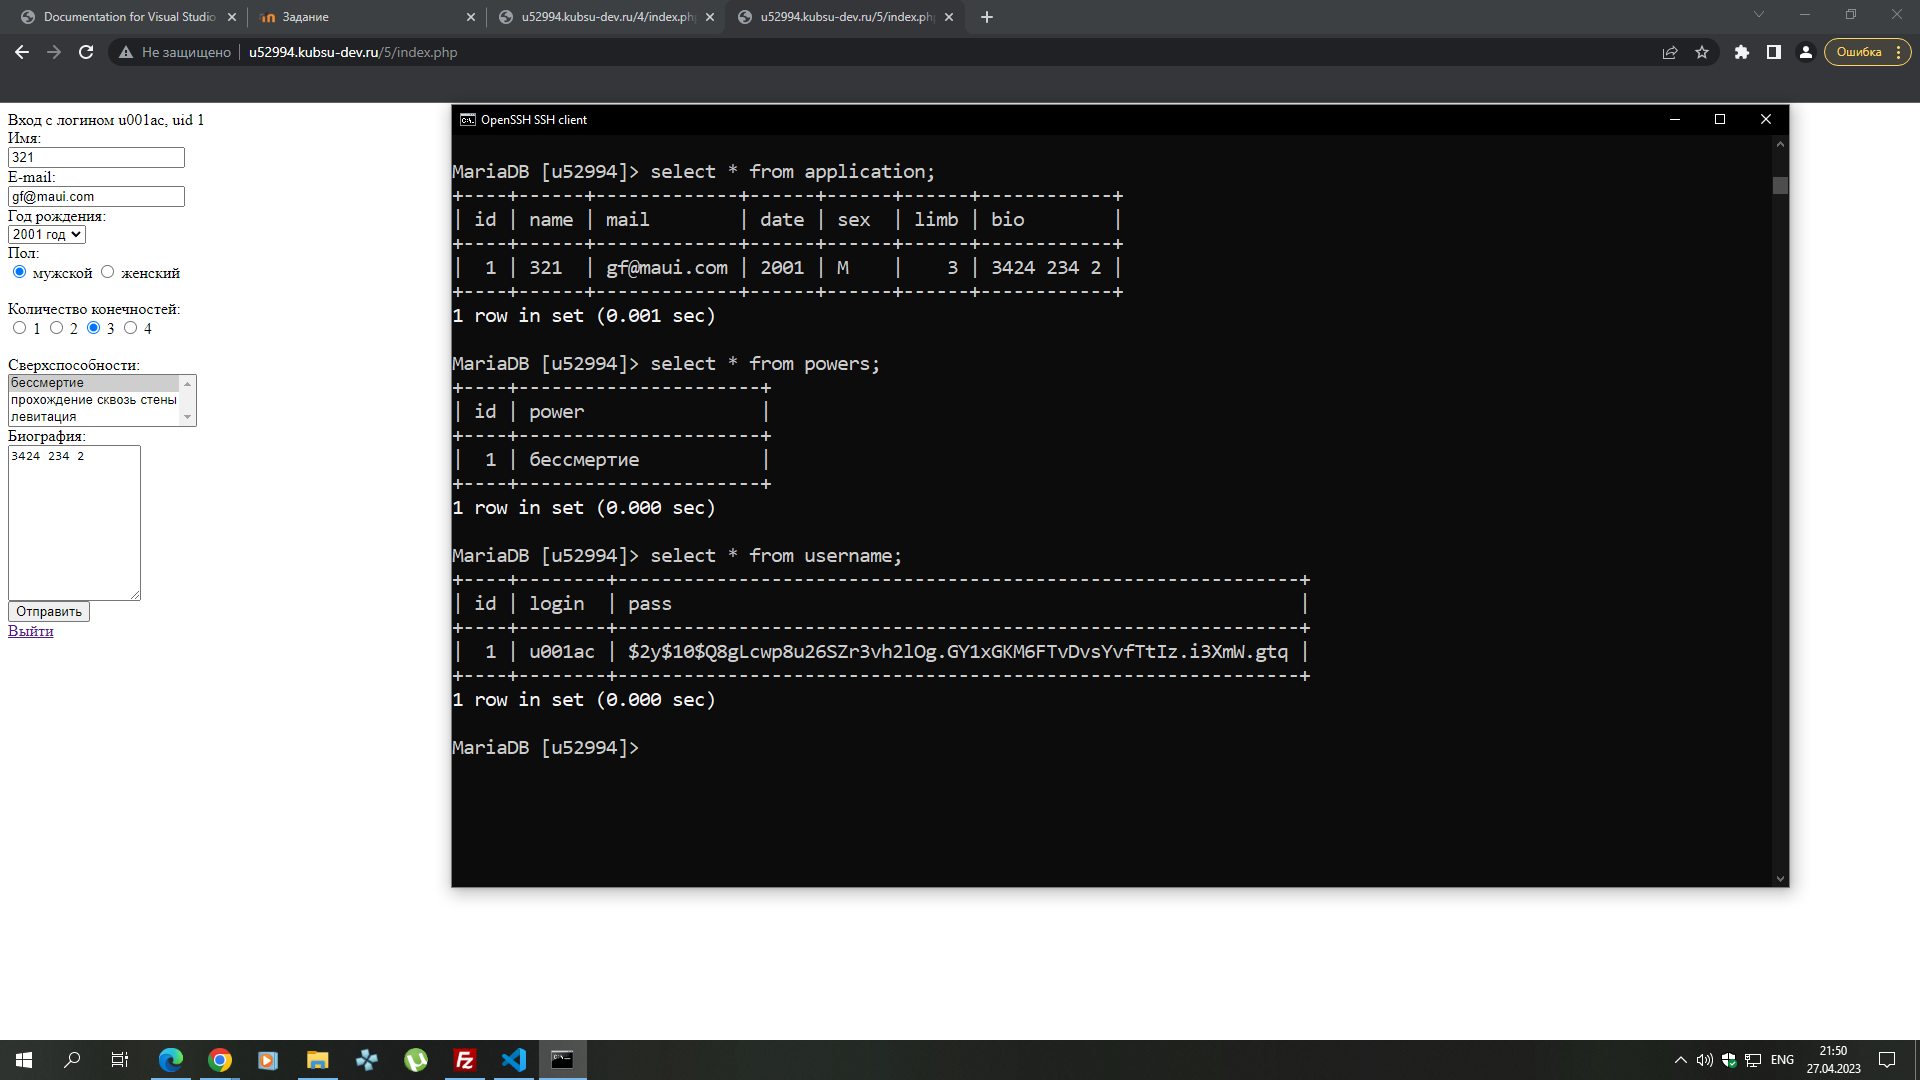 Documentation for Visual Studio
Задание
u52994.kubsu-dev.ru/4/index.ph
u52994.kubsu-dev.ru/5/index.ph
Не защищено
u52994.kubsu-dev.ru/5/index.php
Ошибка
Вход с логином u001ac, uid 1
Имя:
321
E-mail:
gf@maui.com
Год рождения:
2001 год
Пол:
мужской женский
Количество конечностей:
1 2 3 4
Сверхспособности:
бессмертие
прохождение сквозь стены
левитация
Биография:
3424 234 2
Отправить
Выйти
OpenSSH SSH client
MariaDB [u52994]> select * from application;
+----+------+-------------+------+------+------+------------+
| id | name | mail        | date | sex  | limb | bio        |
+----+------+-------------+------+------+------+------------+
|  1 | 321  | gf@maui.com | 2001 | M    |    3 | 3424 234 2 |
+----+------+-------------+------+------+------+------------+
1 row in set (0.001 sec)
MariaDB [u52994]> select * from powers;
+----+----------------------+
| id | power                |
+----+----------------------+
|  1 | бессмертие           |
+----+----------------------+
1 row in set (0.000 sec)
MariaDB [u52994]> select * from username;
+----+--------+--------------------------------------------------------------+
| id | login  | pass                                                         |
+----+--------+--------------------------------------------------------------+
|  1 | u001ac | $2y$10$Q8gLcwp8u26SZr3vh2lOg.GY1xGKM6FTvDvsYvfTtIz.i3XmW.gtq |
+----+--------+--------------------------------------------------------------+
1 row in set (0.000 sec)
MariaDB [u52994]>
ENG
21:50
27.04.2023